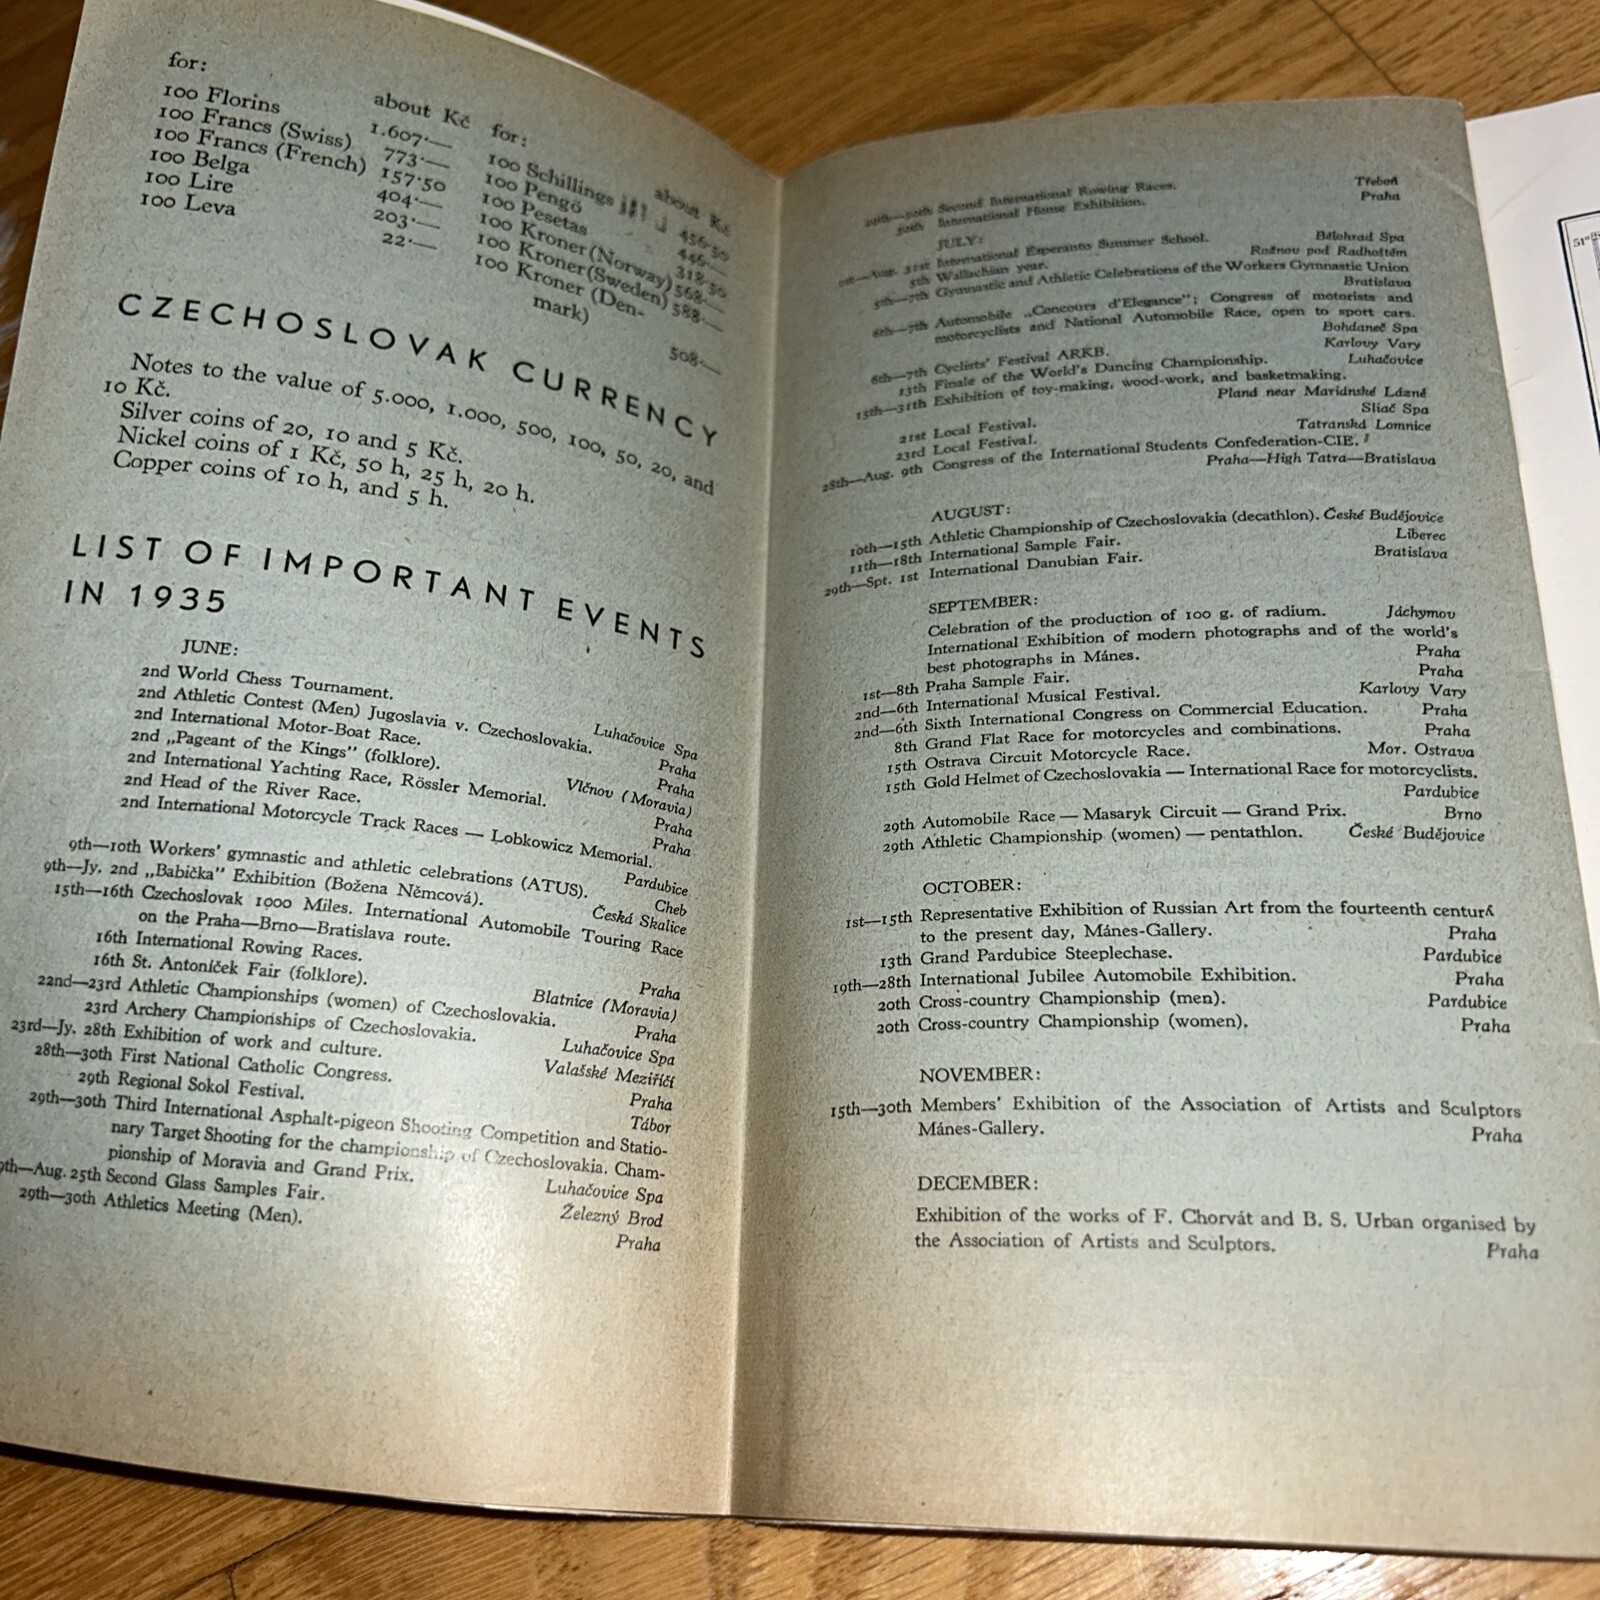 for:
about Kč
100 Florins
1.607·—
100 Francs (Swiss)
773·—
100 Francs (French)
157·50
100 Belga
404·—
100 Lire
203·—
100 Leva
22·—
for:
about Kč
100 Schillings
456·50
100 Pengö
446·—
100 Pesetas
318·50
100 Kroner (Norway)
568·—
100 Kroner (Sweden)
588·—
100 Kroner (Den-
mark)
508·—
CZECHOSLOVAK CURRENCY
Notes to the value of 5.000, 1.000, 500, 100, 50, 20, and
10 Kč.
Silver coins of 20, 10 and 5 Kč.
Nickel coins of 1 Kč, 50 h, 25 h, 20 h.
Copper coins of 10 h, and 5 h.
LIST OF IMPORTANT EVENTS
IN 1935
JUNE:
2nd World Chess Tournament. Luhačovice Spa
2nd Athletic Contest (Men) Jugoslavia v. Czechoslovakia. Praha
2nd International Motor-Boat Race. Praha
2nd „Pageant of the Kings” (folklore). Vlčnov (Moravia)
2nd International Yachting Race, Rössler Memorial. Praha
2nd Head of the River Race. Praha
2nd International Motorcycle Track Races — Lobkowicz Memorial.
Pardubice
9th—10th Workers’ gymnastic and athletic celebrations (ATUS). Cheb
9th—Jy. 2nd „Babička” Exhibition (Božena Němcová). Česká Skalice
15th—16th Czechoslovak 1000 Miles. International Automobile Touring Race
on the Praha—Brno—Bratislava route.
16th International Rowing Races. Praha
16th St. Antoníček Fair (folklore). Blatnice (Moravia)
22nd—23rd Athletic Championships (women) of Czechoslovakia. Praha
23rd Archery Championships of Czechoslovakia. Luhačovice Spa
23rd—Jy. 28th Exhibition of work and culture. Valašské Meziříčí
28th—30th First National Catholic Congress. Praha
29th Regional Sokol Festival. Tábor
29th—30th Third International Asphalt-pigeon Shooting Competition and Statio-
nary Target Shooting for the championship of Czechoslovakia. Cham-
pionship of Moravia and Grand Prix. Luhačovice Spa
—Aug. 25th Second Glass Samples Fair. Železný Brod
29th—30th Athletics Meeting (Men). Praha
Second International Rowing Races. Třeboň
International Home Exhibition. Praha
JULY:
Aug. 31st International Esperanto Summer School. Bělohrad Spa
5th Wallachian year. Rožnov pod Radhoštěm
5th—7th Gymnastic and Athletic Celebrations of the Workers Gymnastic Union
Bratislava
6th—7th Automobile „Concours d’Elegance”; Congress of motorists and
motorcyclists and National Automobile Race, open to sport cars.
Bohdaneč Spa
6th—7th Cyclists’ Festival ARKB. Karlovy Vary
13th Finale of the World’s Dancing Championship. Luhačovice
15th—31th Exhibition of toy-making, wood-work, and basketmaking.
Planá near Mariánské Lázně
21st Local Festival. Sliač Spa
23rd Local Festival. Tatranská Lomnice
28th—Aug. 9th Congress of the International Students Confederation-CIE.
Praha—High Tatra—Bratislava
AUGUST:
10th—15th Athletic Championship of Czechoslovakia (decathlon). České Budějovice
11th—18th International Sample Fair. Liberec
29th—Spt. 1st International Danubian Fair. Bratislava
SEPTEMBER:
Celebration of the production of 100 g. of radium. Jáchymov
International Exhibition of modern photographs and of the world’s
best photographs in Mánes. Praha
1st—8th Praha Sample Fair. Praha
2nd—6th International Musical Festival. Karlovy Vary
2nd—6th Sixth International Congress on Commercial Education. Praha
8th Grand Flat Race for motorcycles and combinations. Praha
15th Ostrava Circuit Motorcycle Race. Mor. Ostrava
15th Gold Helmet of Czechoslovakia — International Race for motorcyclists.
Pardubice
29th Automobile Race — Masaryk Circuit — Grand Prix. Brno
29th Athletic Championship (women) — pentathlon. České Budějovice
OCTOBER:
1st—15th Representative Exhibition of Russian Art from the fourteenth century
to the present day, Mánes-Gallery. Praha
13th Grand Pardubice Steeplechase. Pardubice
19th—28th International Jubilee Automobile Exhibition. Praha
20th Cross-country Championship (men). Pardubice
20th Cross-country Championship (women). Praha
NOVEMBER:
15th—30th Members’ Exhibition of the Association of Artists and Sculptors
Mánes-Gallery. Praha
DECEMBER:
Exhibition of the works of F. Chorvát and B. S. Urban organised by
the Association of Artists and Sculptors. Praha
51°